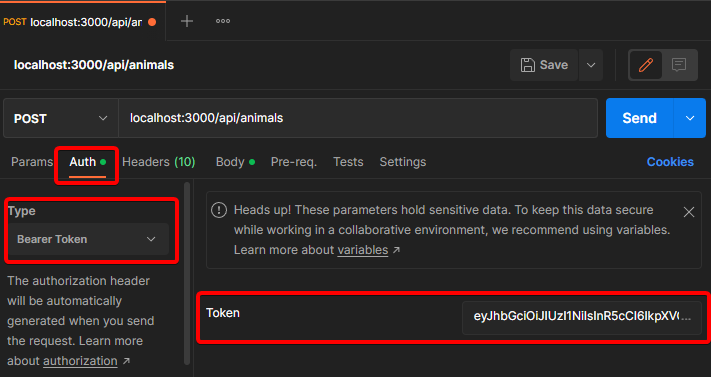 POST localhost:3000/api/ar
localhost:3000/api/animals
Save
POST localhost:3000/api/animals Send
Params Auth Headers (10) Body Pre-req. Tests Settings Cookies
Type
Bearer Token
The authorization header
will be automatically
generated when you
send the request. Learn more
about authorization ↗
Heads up! These parameters hold sensitive data. To keep this data secure
while working in a collaborative environment, we recommend using variables.
Learn more about variables ↗
Token eyJhbGciOiJIUzI1NiIsInR5cCI6IkpXV...